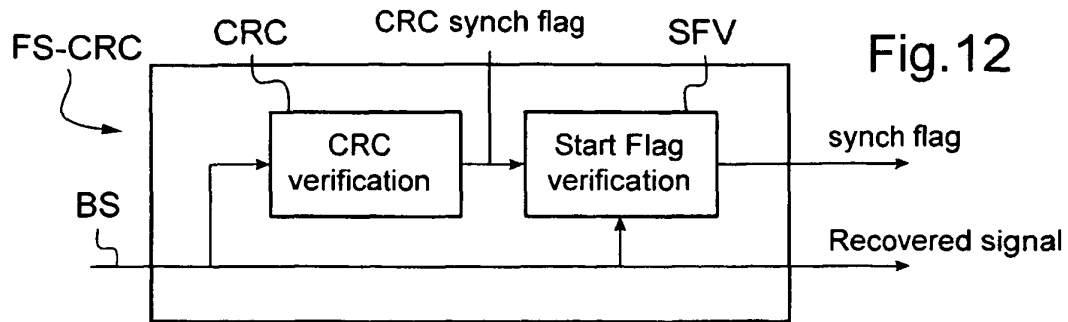 CRC synch flag
FS-CRC
CRC
SFV
Fig.12
CRC
verification
Start Flag
verification
synch flag
BS
Recovered signal